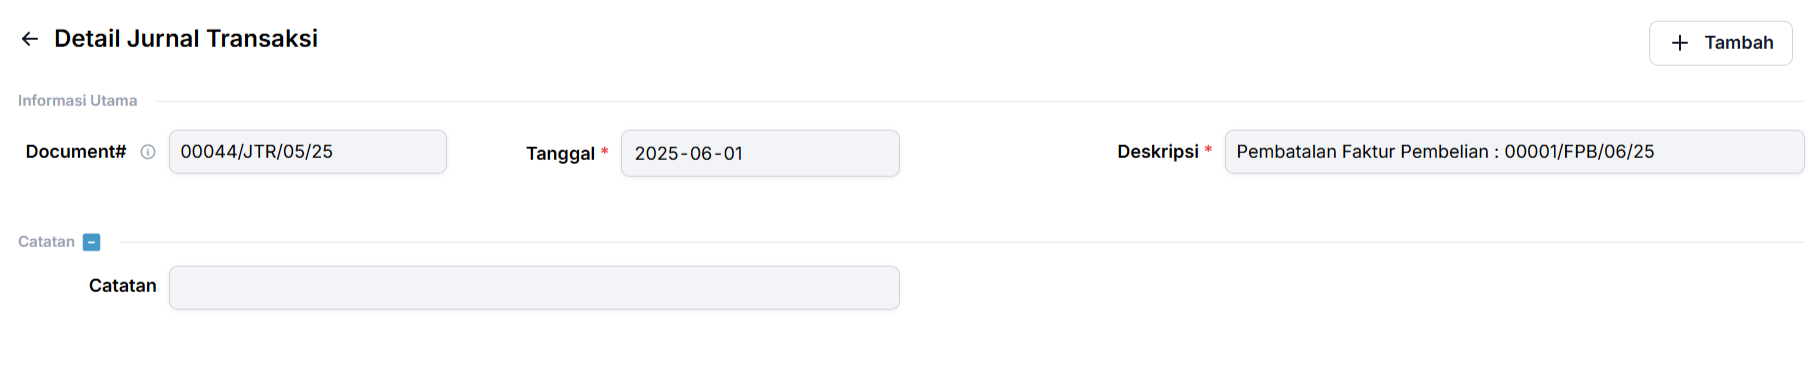 ← Detail Jurnal Transaksi
+ Tambah
Informasi Utama
Document# 00044/JTR/05/25 Tanggal * 2025-06-01 Deskripsi * Pembatalan Faktur Pembelian : 00001/FPB/06/25
Catatan
Catatan